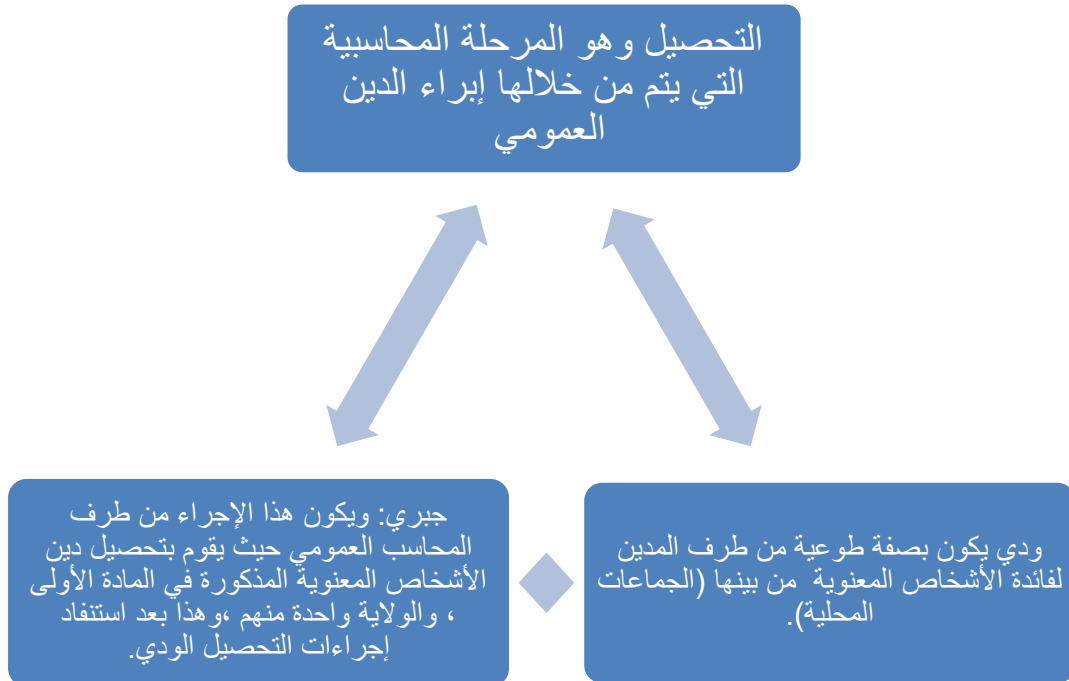 التحصيل وهو المرحلة المحاسبية
التي يتم من خلالها إبراء الدين
العمومي
ودي يكون بصفة طوعية من طرف المدين
لفائدة الأشخاص المعنوية من بينها (الجماعات
المحلية).
جبري: ويكون هذا الإجراء من طرف
المحاسب العمومي حيث يقوم بتحصيل دين
الأشخاص المعنوية المذكورة في المادة الأولى
، والولاية واحدة منهم ،وهذا بعد استنفاد
إجراءات التحصيل الودي.